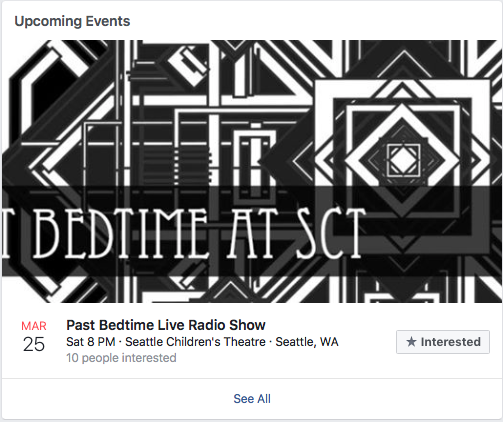 Upcoming Events
T BEDTIME AT SCT
MAR
25
Past Bedtime Live Radio Show
Sat 8 PM · Seattle Children's Theatre · Seattle, WA
10 people interested
★ Interested
See All